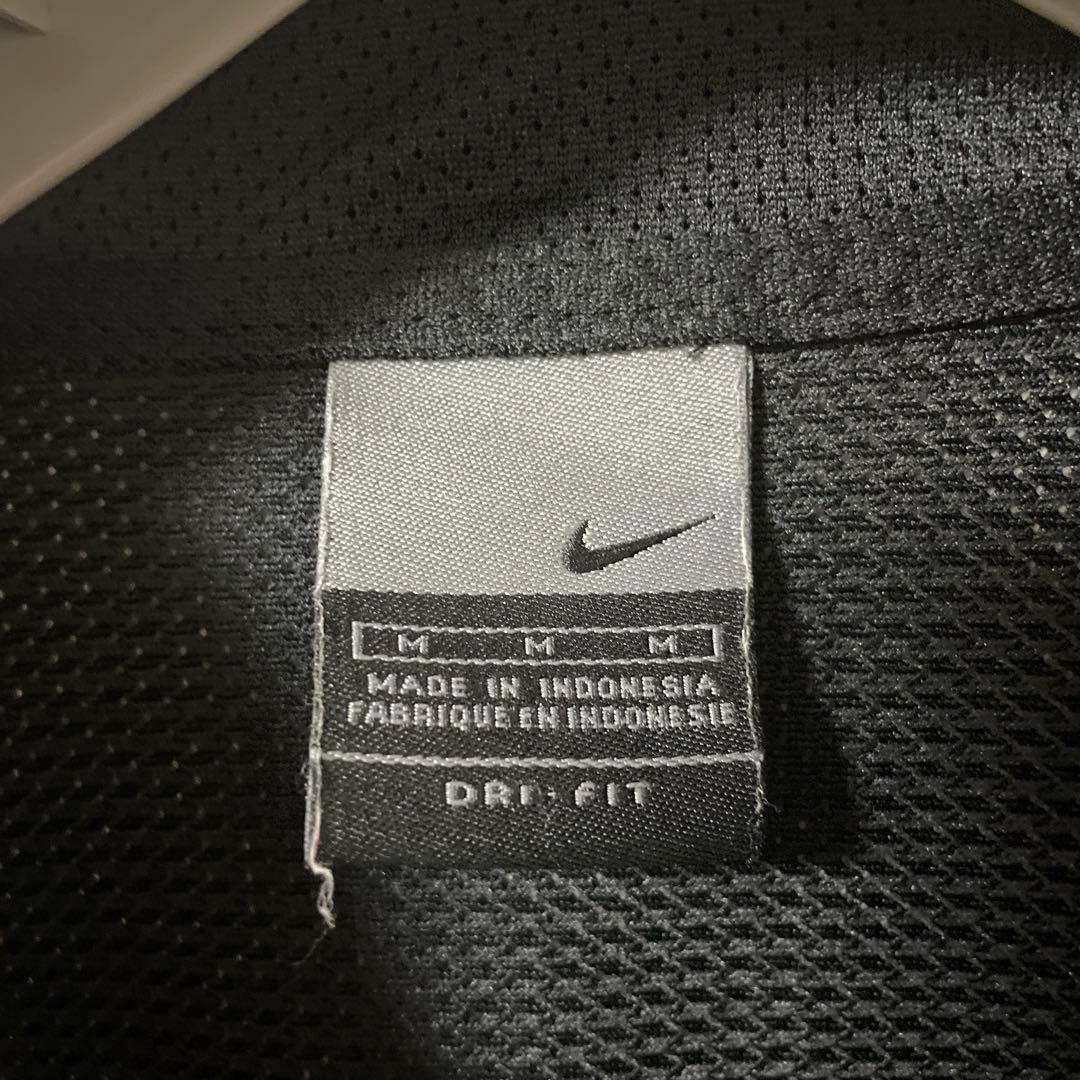 M M M
MADE IN INDONESIA
FABRIQUE EN INDONESIE
DRI-FIT